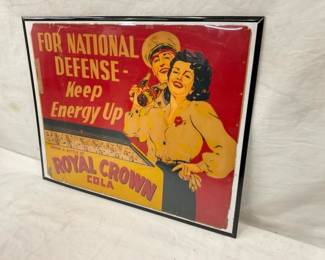 FOR NATIONAL
DEFENSE-
Keep
Energy Up
ROYAL CROWN
COLA